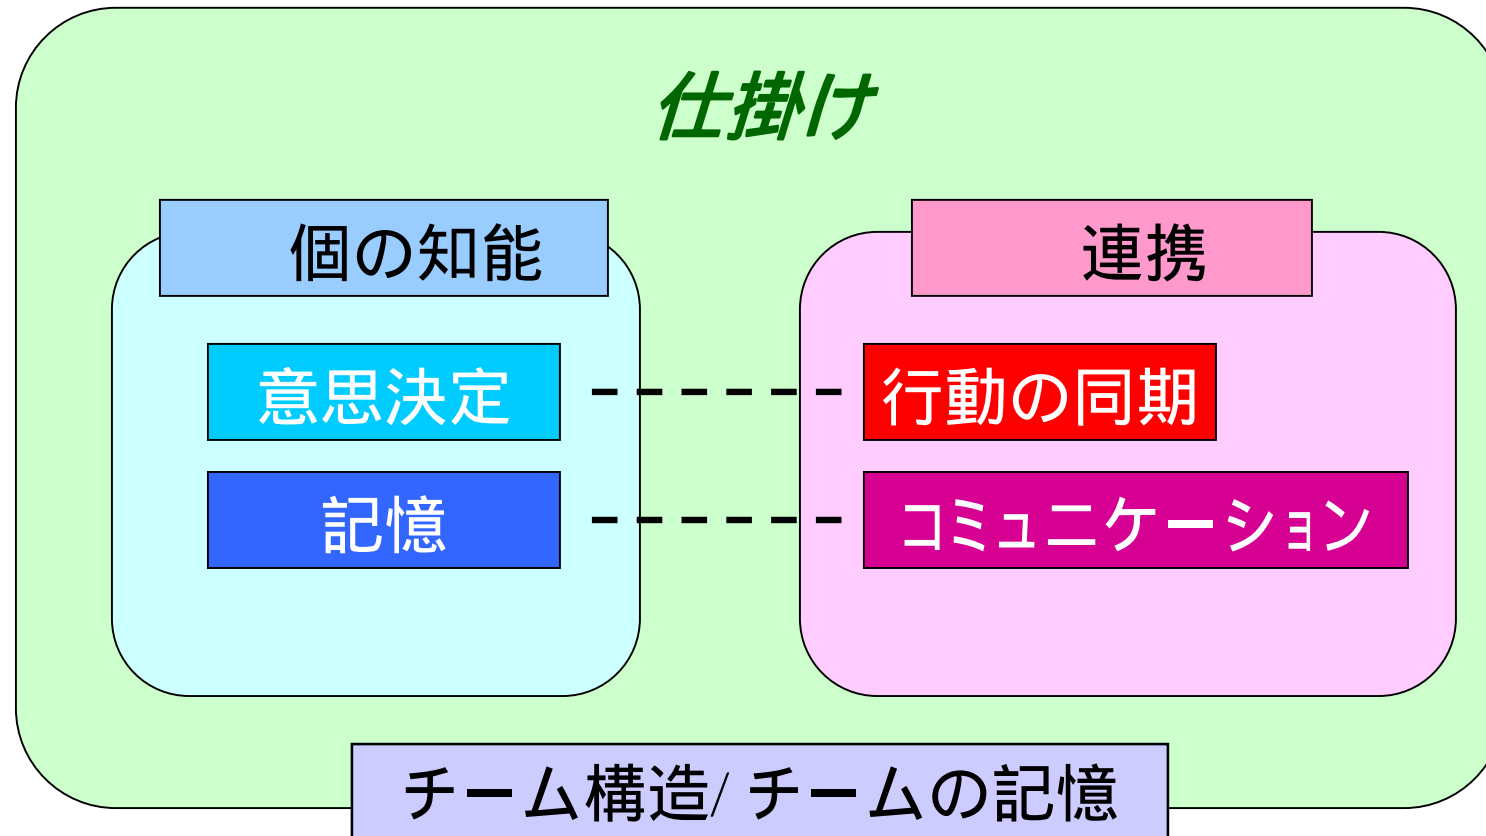 仕掛け
個の知能
連携
意思決定
行動の同期
記憶
コミュニケーション
チーム構造/ チームの記憶